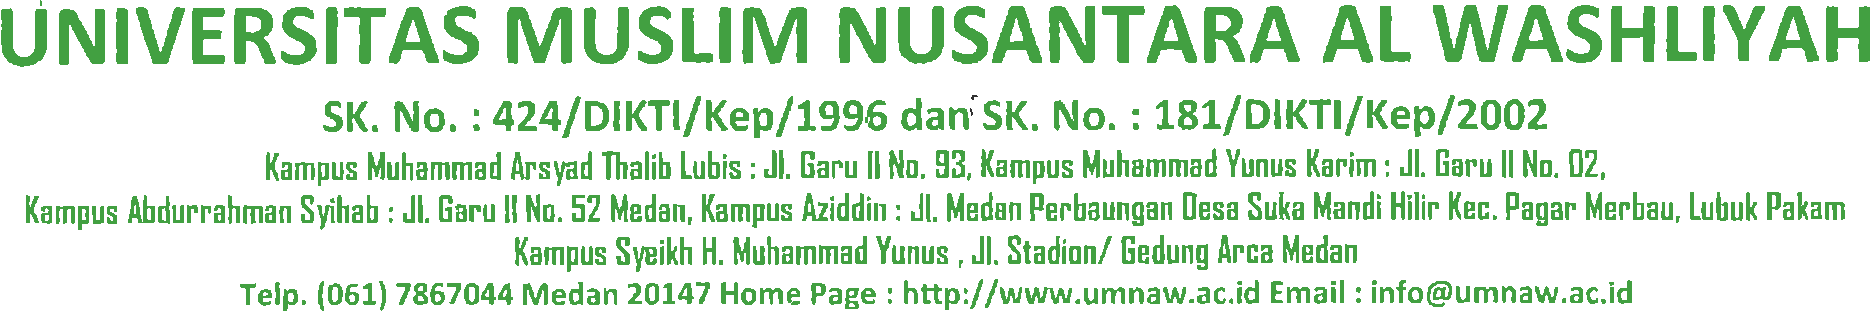 UNIVERSITAS MUSLIM NUSANTARA AL WASHLIYAH
SK. No. : 424/DIKTI/Kep/1996 dan SK. No. : 181/DIKTI/Kep/2002
Kampus Muhammad Arsyad Thalib Lubis : Jl. Garu II No. 93, Kampus Muhammad Yunus Karim : Jl. Garu II No. 02,
Kampus Abdurrahman Syihab : Jl. Garu II No. 52 Medan, Kampus Aziddin : Jl. Medan Perbaungan Desa Suka Mandi Hilir Kec. Pagar Merbau, Lubuk Pakam
Kampus Syeikh H. Muhammad Yunus , Jl. Stadion/ Gedung Arca Medan
Telp. (061) 7867044 Medan 20147 Home Page : http://www.umnaw.ac.id Email : info@umnaw.ac.id